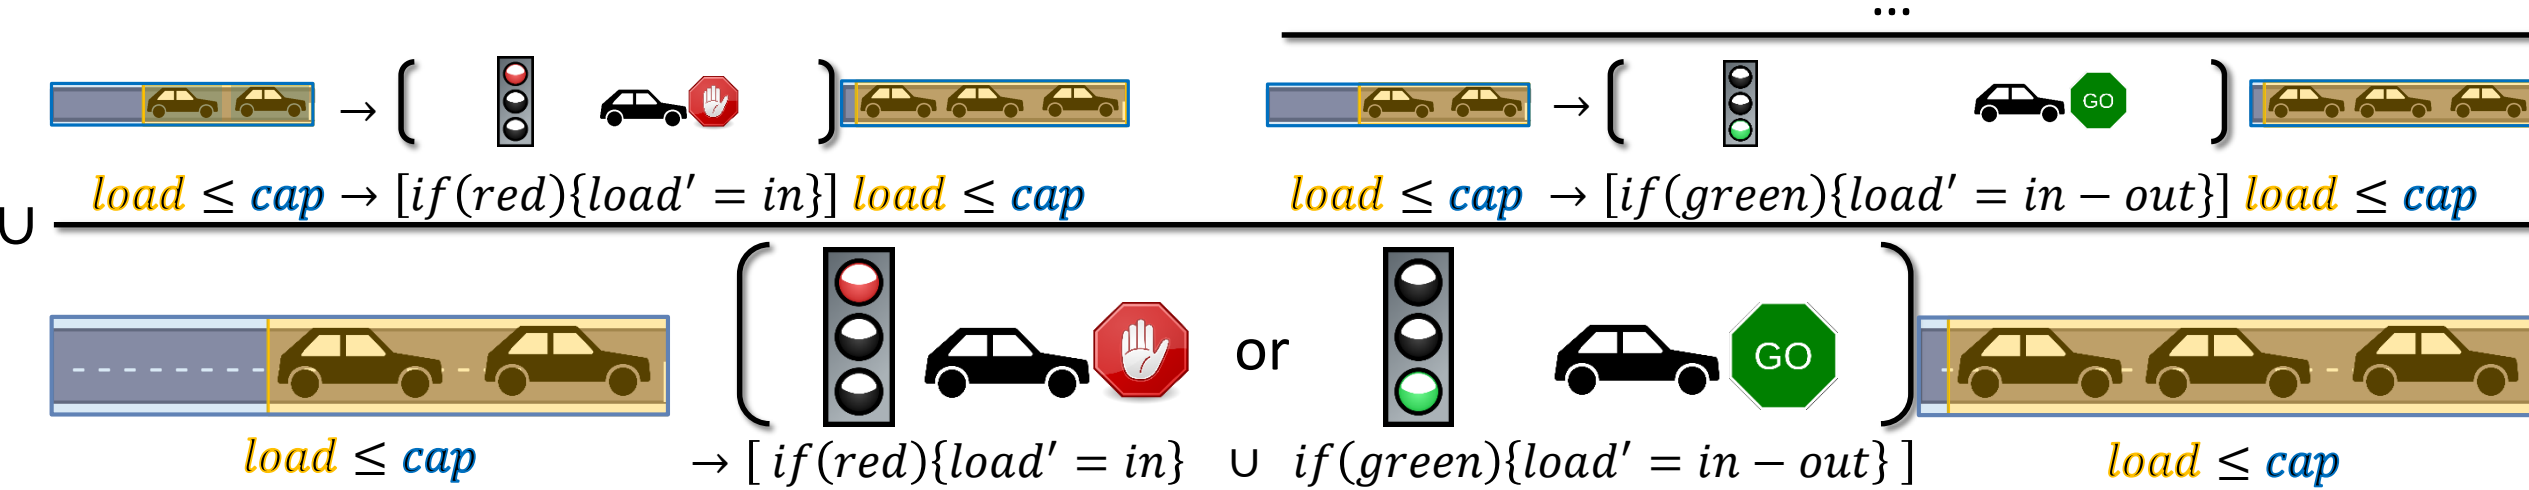 ...
GO
load ≤ cap → [if(red){load′ = in}] load ≤ cap
load ≤ cap → [if(green){load′ = in − out}] load ≤ cap
∪
or
GO
load ≤ cap → [ if(red){load′ = in} ∪ if(green){load′ = in − out} ] load ≤ cap